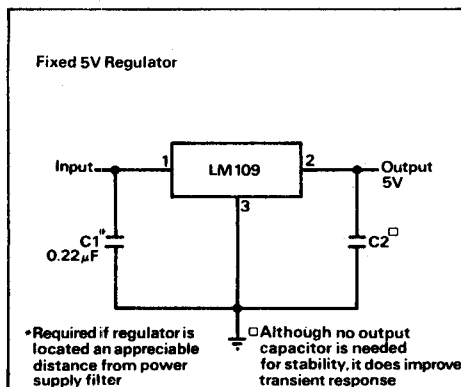 Fixed 5V Regulator
Input
1
LM109
2
Output
5V
3
C1*
0.22μF
C2□
*Required if regulator is
located an appreciable
distance from power
supply filter
□Although no output
capacitor is needed
for stability, it does improve
transient response